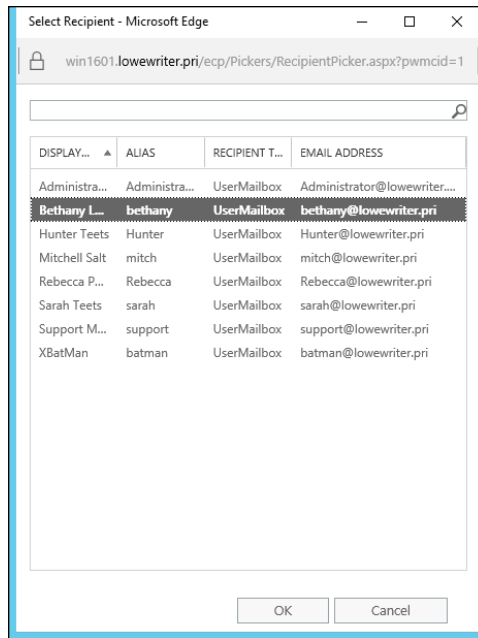 Select Recipient - Microsoft Edge
win1601.lowewriter.pri/ecp/Pickers/RecipientPicker.aspx?pwmcid=1
DISPLAY... ALIAS RECIPIENT T... EMAIL ADDRESS
Administra... Administra... UserMailbox Administrator@lowewriter....
Bethany L... bethany UserMailbox bethany@lowewriter.pri
Hunter Teets Hunter UserMailbox Hunter@lowewriter.pri
Mitchell Salt mitch UserMailbox mitch@lowewriter.pri
Rebecca P... Rebecca UserMailbox Rebecca@lowewriter.pri
Sarah Teets sarah UserMailbox sarah@lowewriter.pri
Support M... support UserMailbox support@lowewriter.pri
XBatMan batman UserMailbox batman@lowewriter.pri
OK Cancel